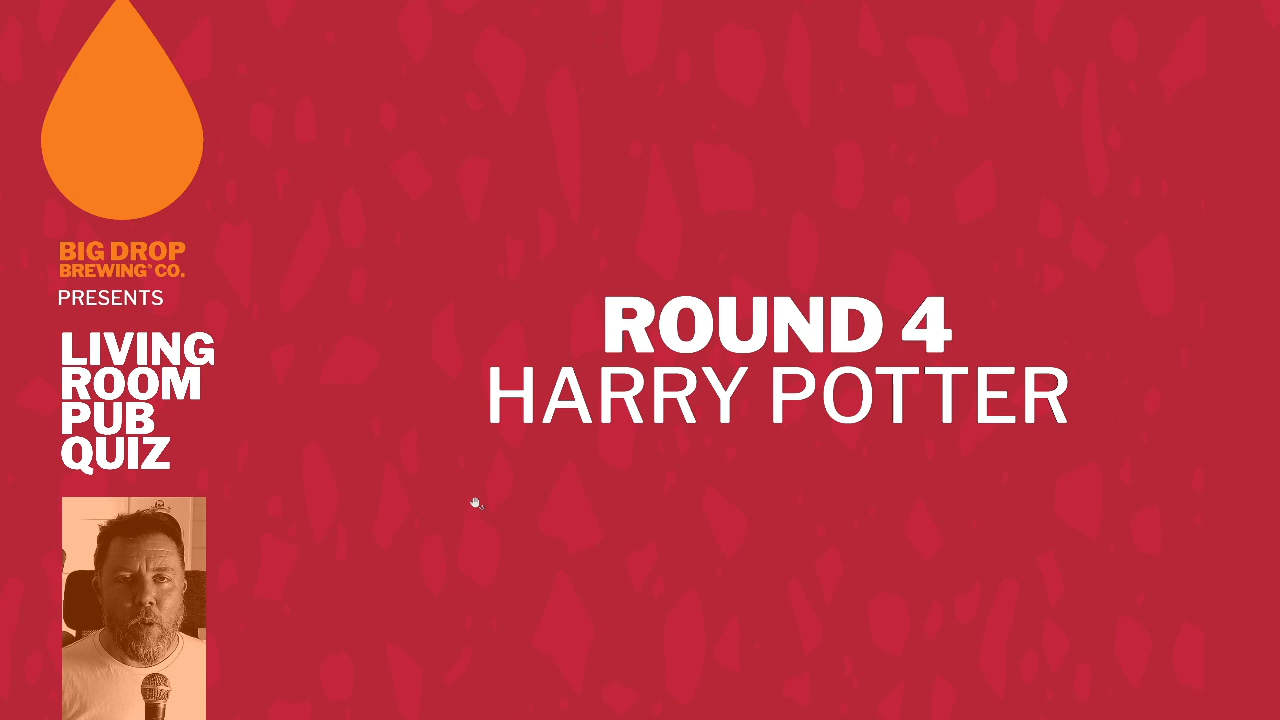 BIG DROP
BREWING® CO.
PRESENTS
LIVING
ROOM
PUB
QUIZ
ROUND 4
HARRY POTTER